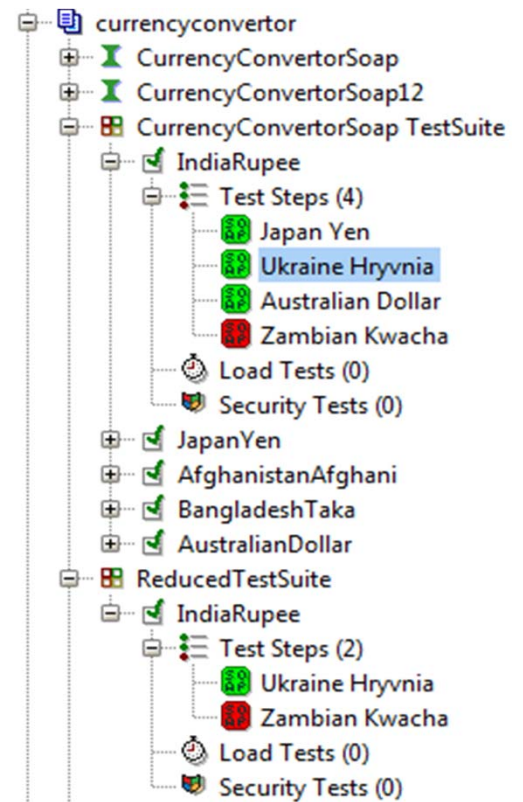 currencyconvertor
CurrencyConvertorSoap
CurrencyConvertorSoap12
CurrencyConvertorSoap TestSuite
IndiaRupee
Test Steps (4)
Japan Yen
Ukraine Hryvnia
Australian Dollar
Zambian Kwacha
Load Tests (0)
Security Tests (0)
JapanYen
AfghanistanAfghani
BangladeshTaka
AustralianDollar
ReducedTestSuite
IndiaRupee
Test Steps (2)
Ukraine Hryvnia
Zambian Kwacha
Load Tests (0)
Security Tests (0)